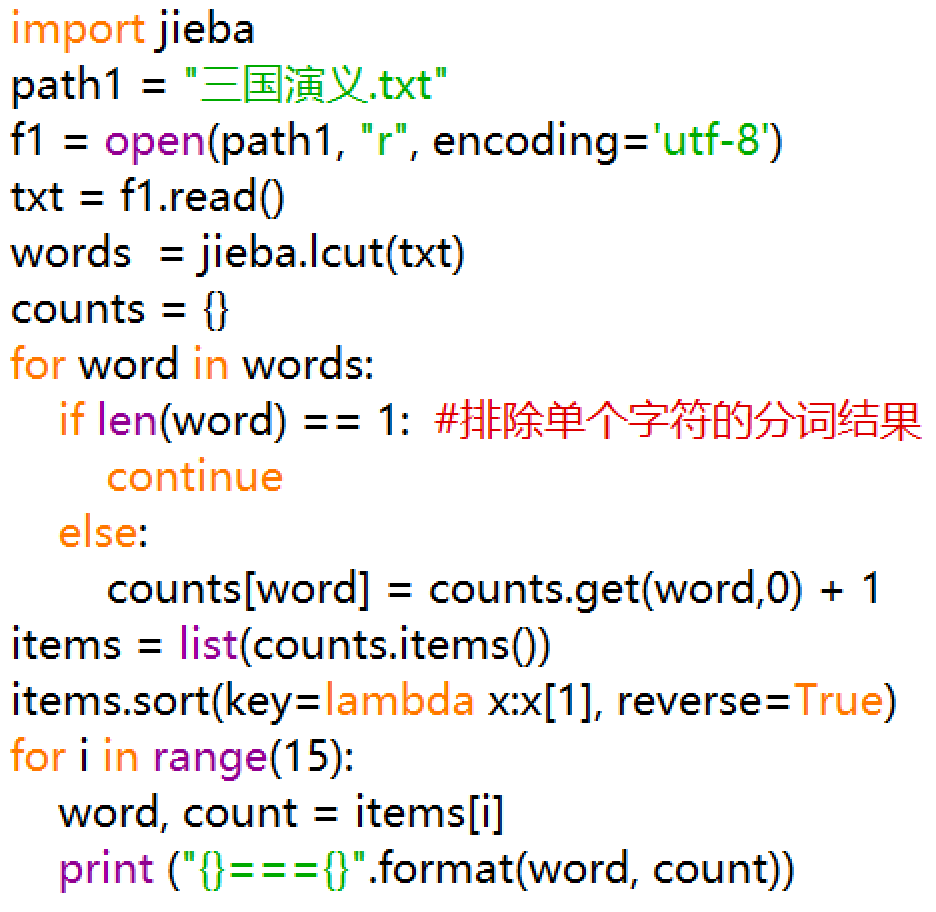 import jieba
path1 = "三国演义.txt"
f1 = open(path1, "r", encoding='utf-8')
txt = f1.read()
words  = jieba.lcut(txt)
counts = {}
for word in words:
    if len(word) == 1:  #排除单个字符的分词结果
        continue
    else:
        counts[word] = counts.get(word,0) + 1
items = list(counts.items())
items.sort(key=lambda x:x[1], reverse=True)
for i in range(15):
    word, count = items[i]
    print ("{}==={}".format(word, count))